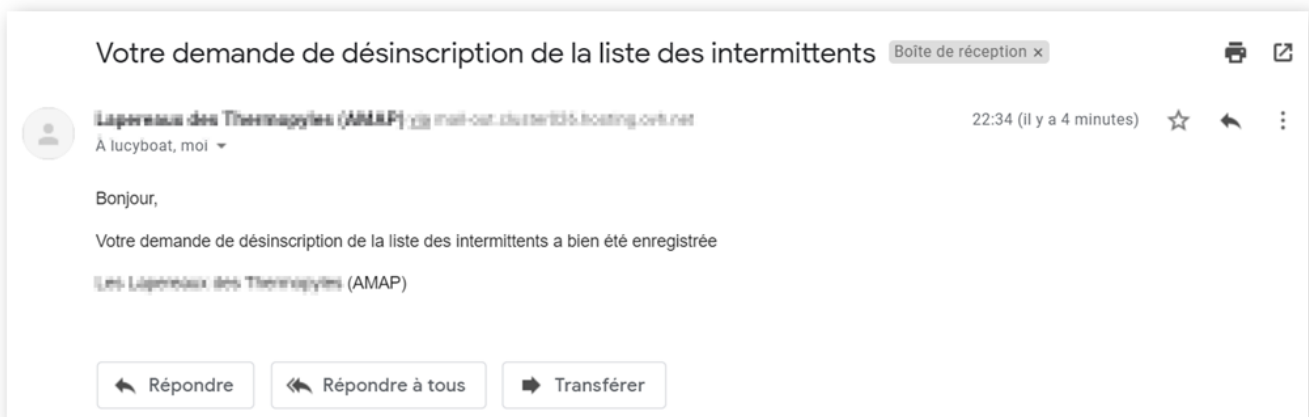 Votre demande de désinscription de la liste des intermittents Boîte de réception ×
22:34 (il y a 4 minutes)
À lucyboat, moi
Bonjour,
Votre demande de désinscription de la liste des intermittents a bien été enregistrée
(AMAP)
Répondre Répondre à tous Transférer